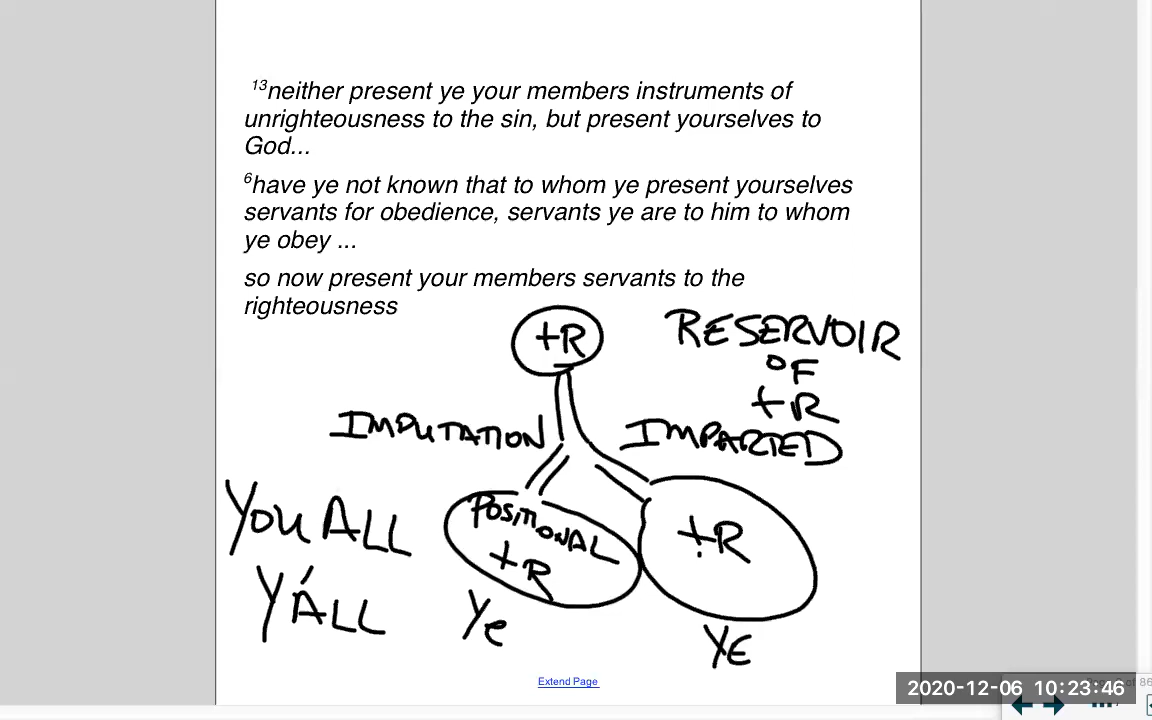 13neither present ye your members instruments of
unrighteousness to the sin, but present yourselves to
God...
6have ye not known that to whom ye present yourselves
servants for obedience, servants ye are to him to whom
ye obey ...
so now present your members servants to the
righteousness
+R
RESERVOIR
OF
+R
IMPUTATION
IMPARTED
YOU ALL
POSITIONAL
+R
+R
Y'ALL
Ye
YE
Extend Page
2020-12-06 10:23:46